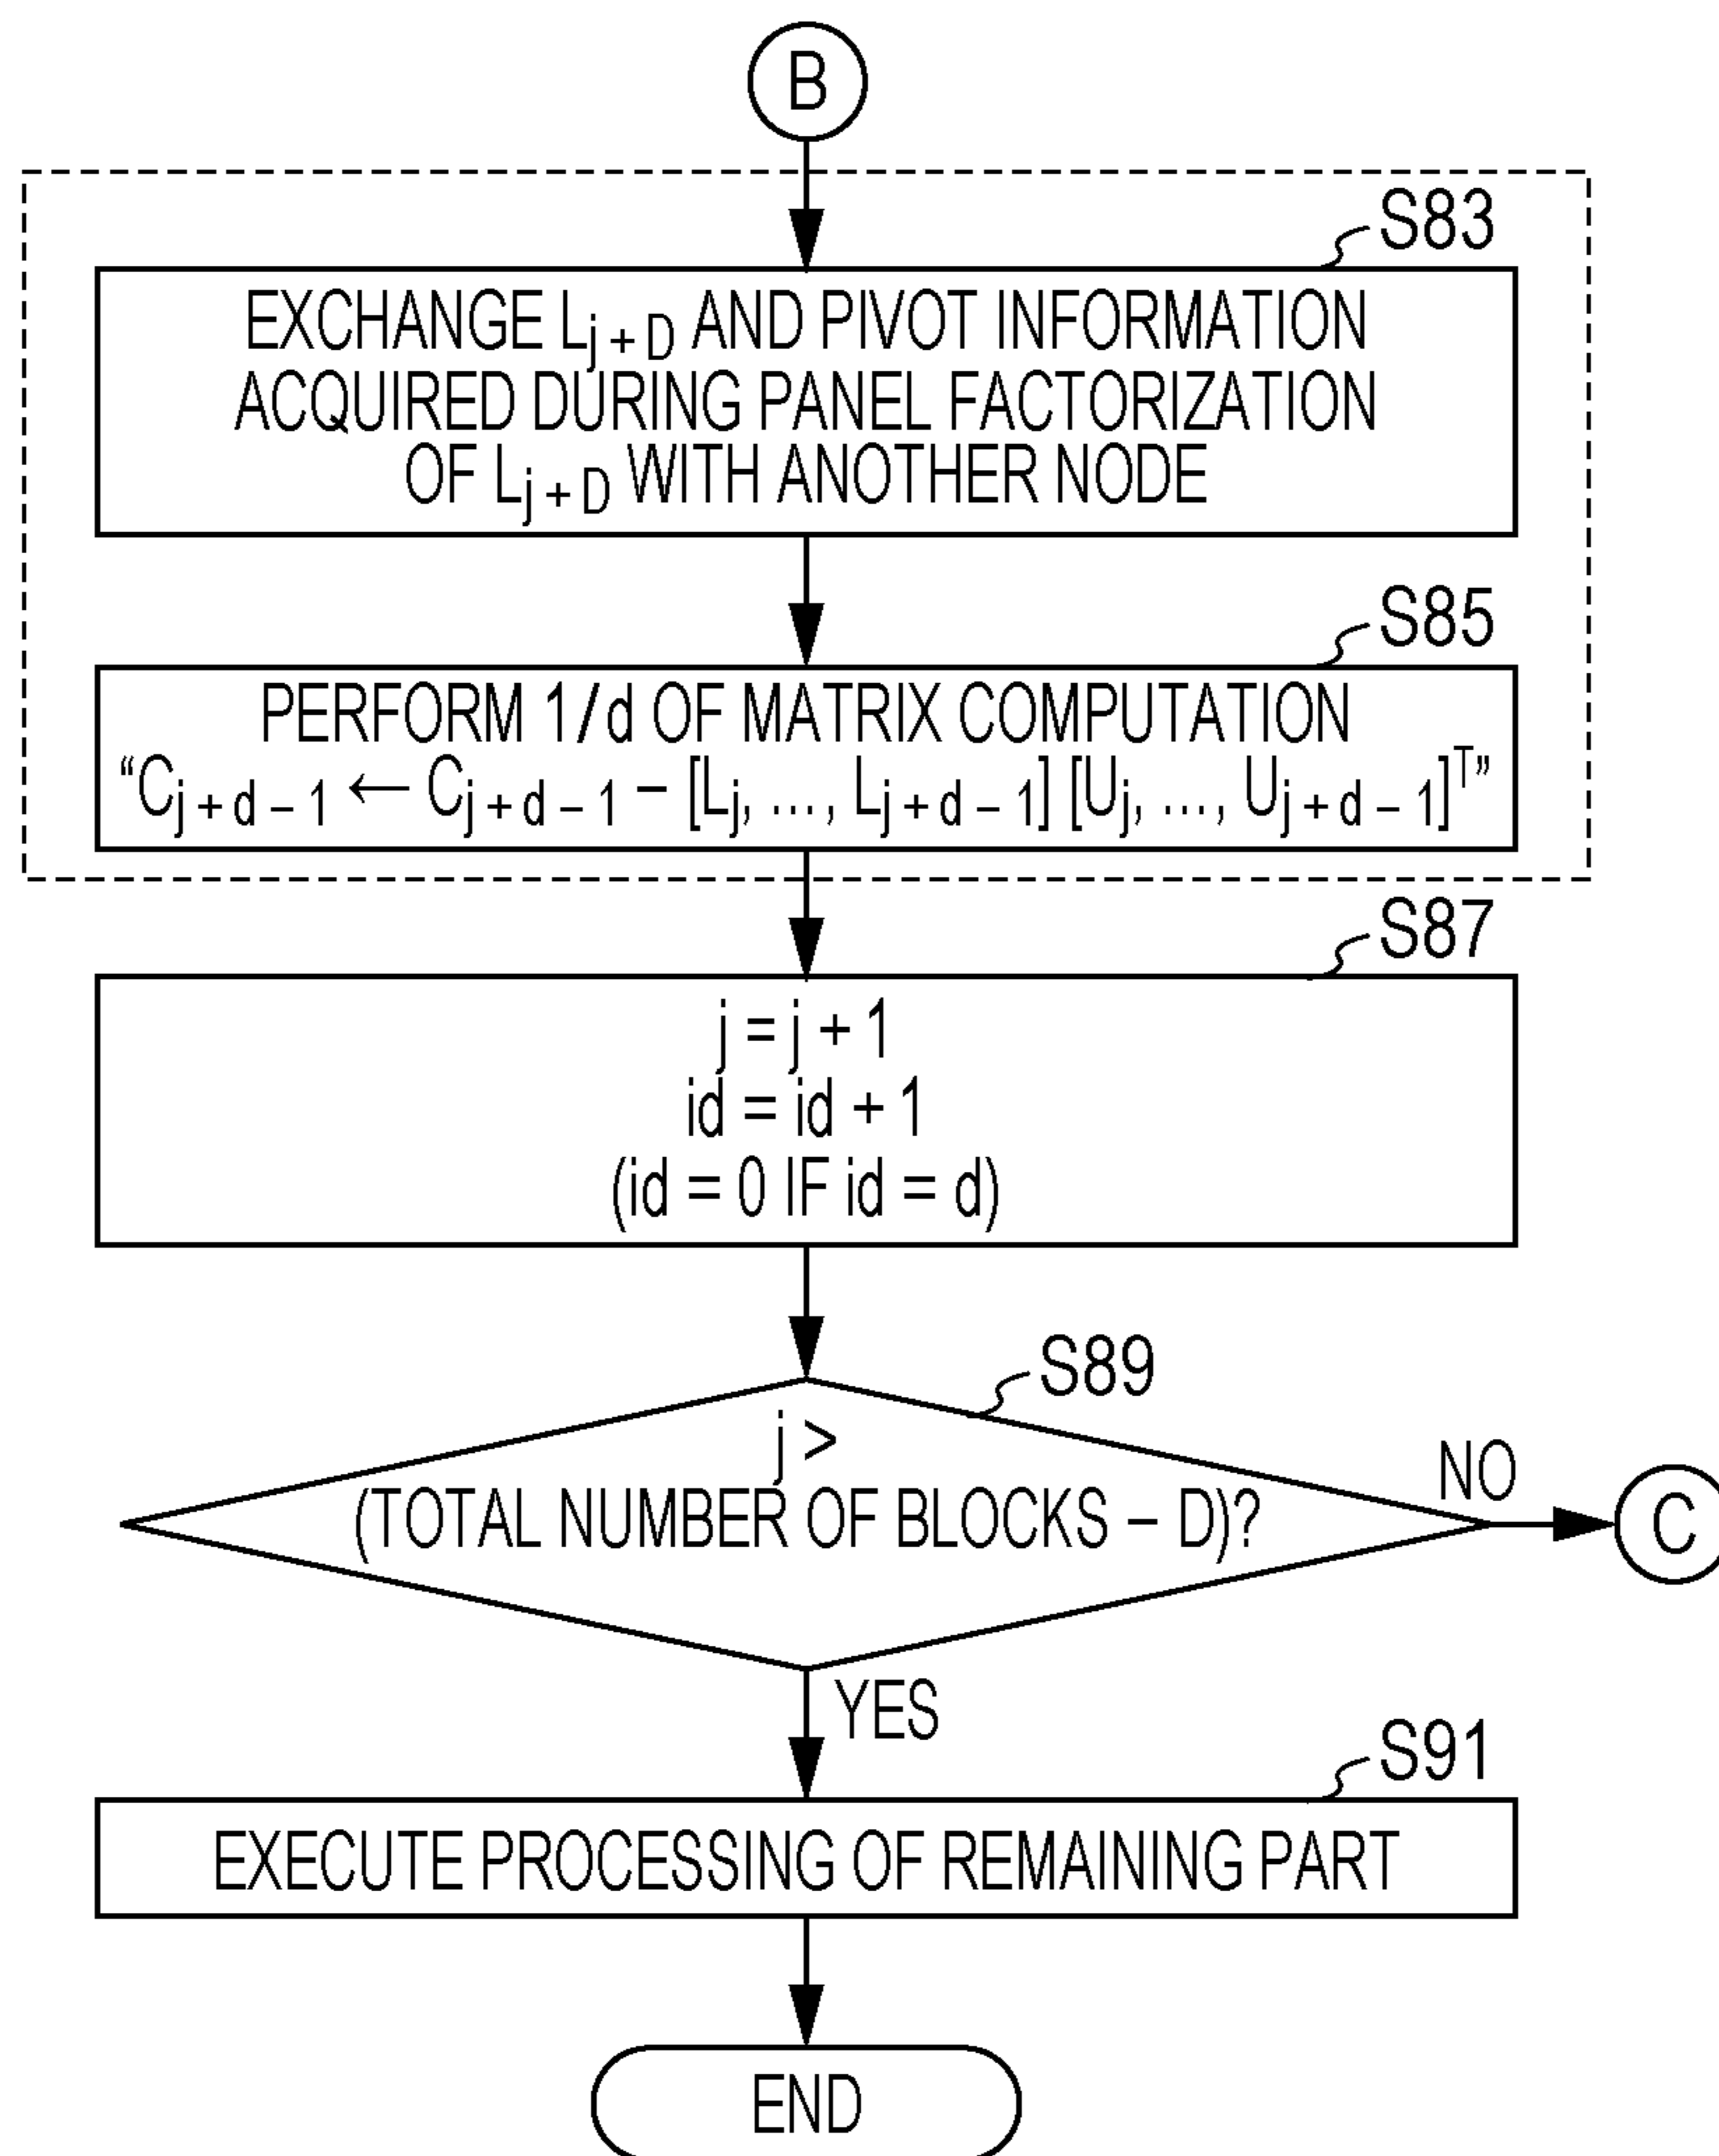 B
S83
EXCHANGE Lj + D AND PIVOT INFORMATION
ACQUIRED DURING PANEL FACTORIZATION
OF Lj + D WITH ANOTHER NODE
S85
PERFORM 1/d OF MATRIX COMPUTATION
“Cj + d – 1 ← Cj + d – 1 – [Lj, ..., Lj + d – 1] [Uj, ..., Uj + d – 1]T”
S87
j = j + 1
id = id + 1
(id = 0 IF id = d)
S89
j >
(TOTAL NUMBER OF BLOCKS – D)?
NO
C
YES
S91
EXECUTE PROCESSING OF REMAINING PART
END